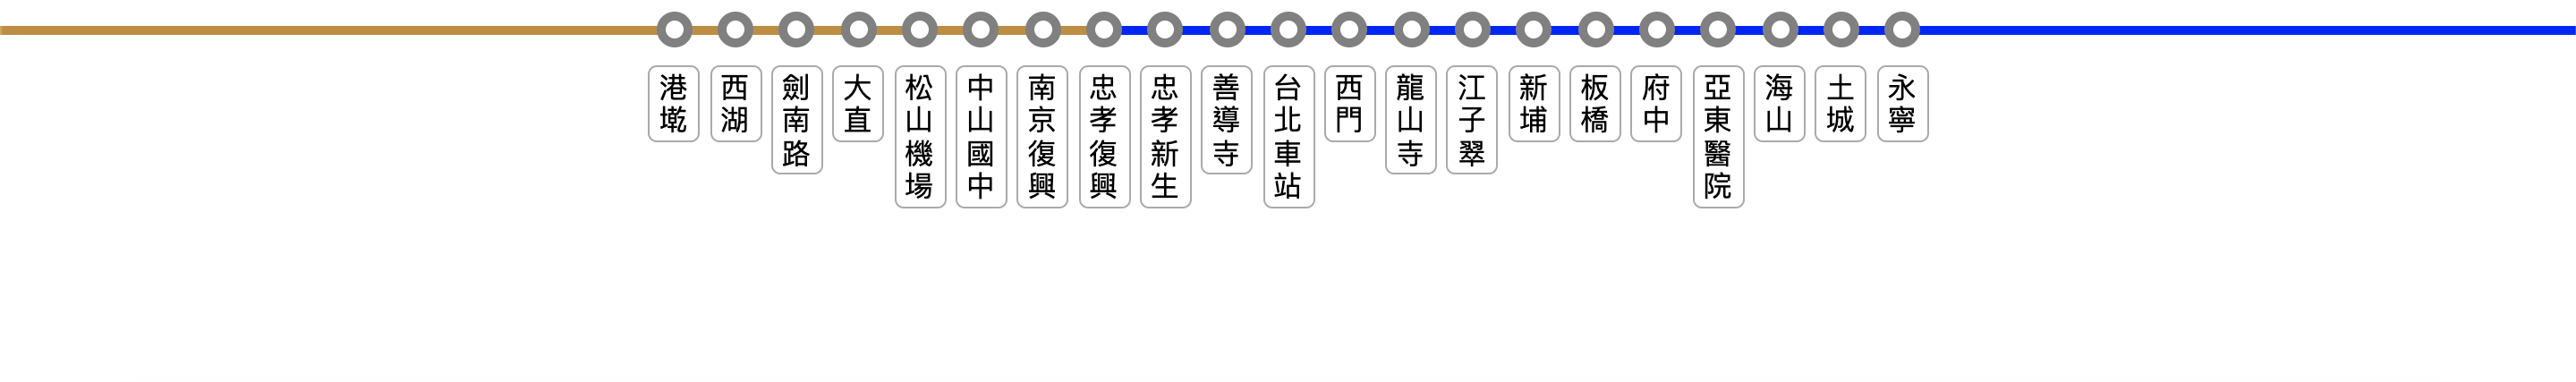 港墘
西湖
劍南路
大直
松山機場
中山國中
南京復興
忠孝復興
忠孝新生
善導寺
台北車站
西門
龍山寺
江子翠
新埔
板橋
府中
亞東醫院
海山
土城
永寧